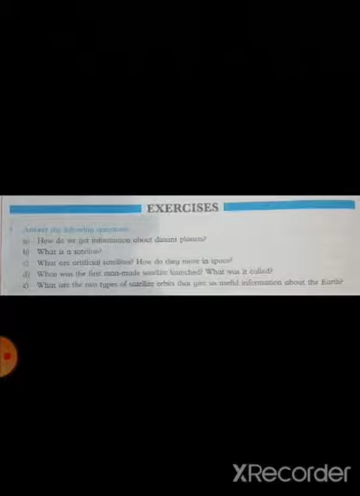 EXERCISES
1. Answer the following questions:
a) How do we get information about distant planets?
b) What is a satellite?
c) What are artificial satellites? How do they move in space?
d) When was the first man-made satellite launched? What was it called?
e) What are the two types of satellite orbits that give us useful information about the Earth?
XRecorder